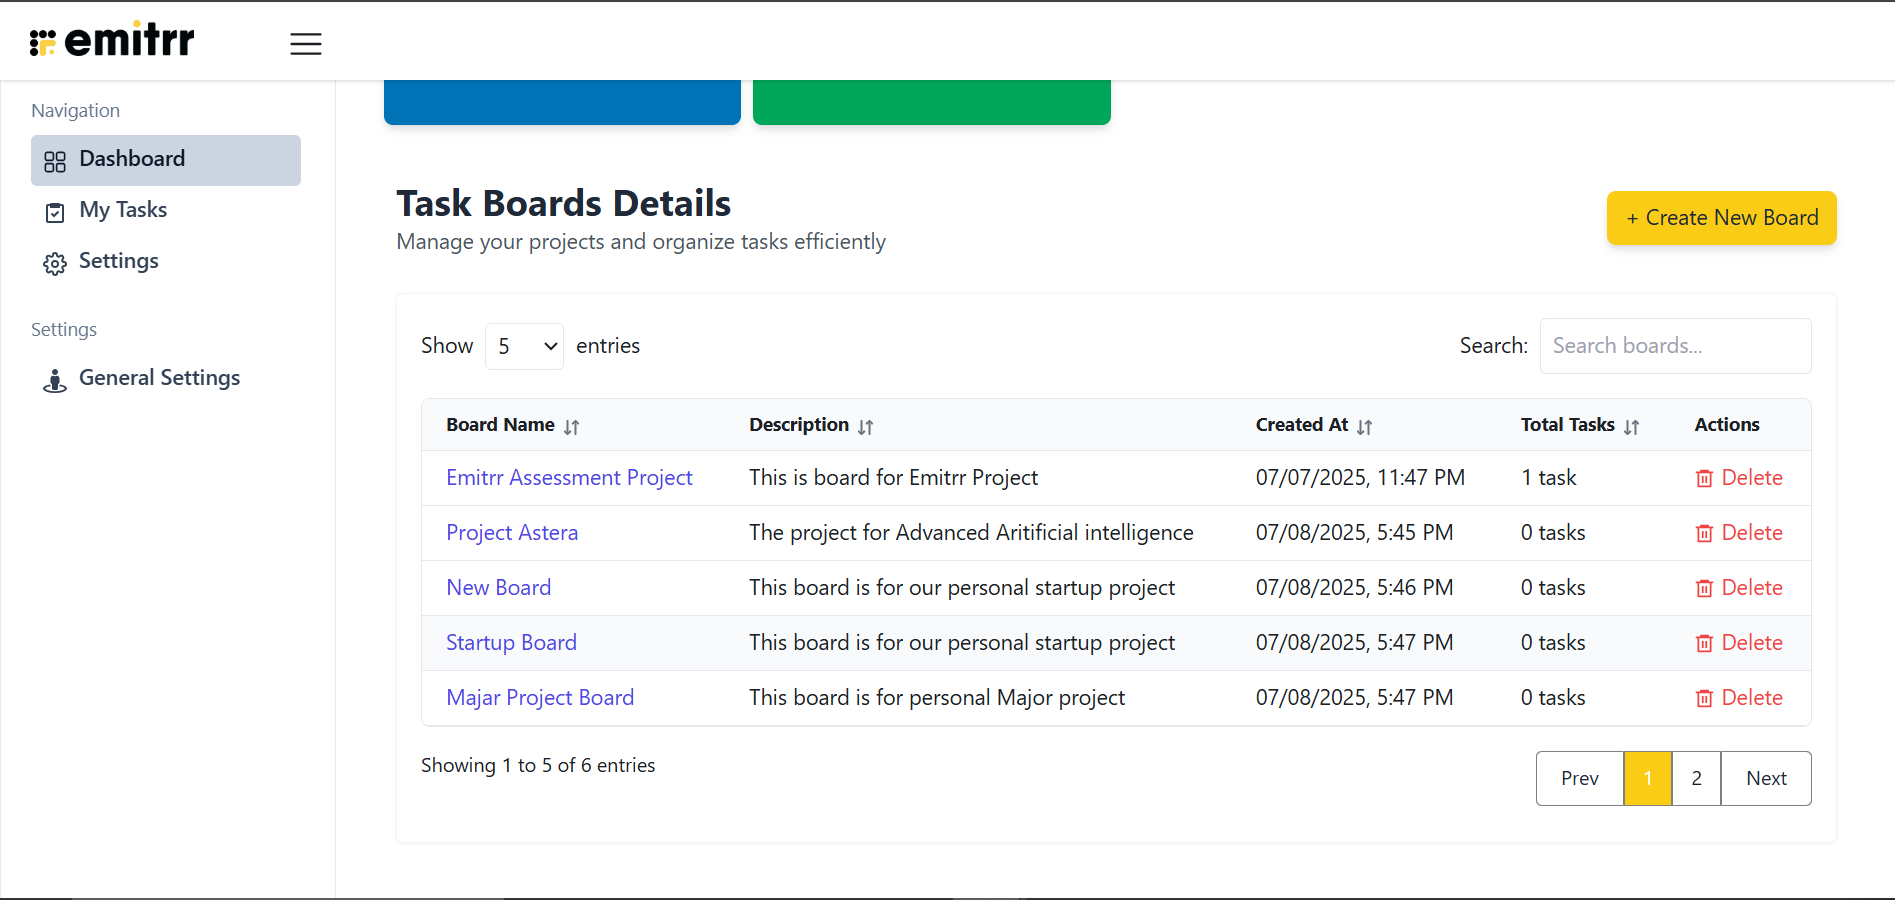 emitrr
Navigation
Dashboard
My Tasks
Settings
Settings
General Settings
Task Boards Details
Manage your projects and organize tasks efficiently
+ Create New Board
Show 5 entries
Search: Search boards...
Board Name Description Created At Total Tasks Actions
Emitrr Assessment Project This is board for Emitrr Project 07/07/2025, 11:47 PM 1 task Delete
Project Astera The project for Advanced Aritificial intelligence 07/08/2025, 5:45 PM 0 tasks Delete
New Board This board is for our personal startup project 07/08/2025, 5:46 PM 0 tasks Delete
Startup Board This board is for our personal startup project 07/08/2025, 5:47 PM 0 tasks Delete
Majar Project Board This board is for personal Major project 07/08/2025, 5:47 PM 0 tasks Delete
Showing 1 to 5 of 6 entries
Prev 1 2 Next